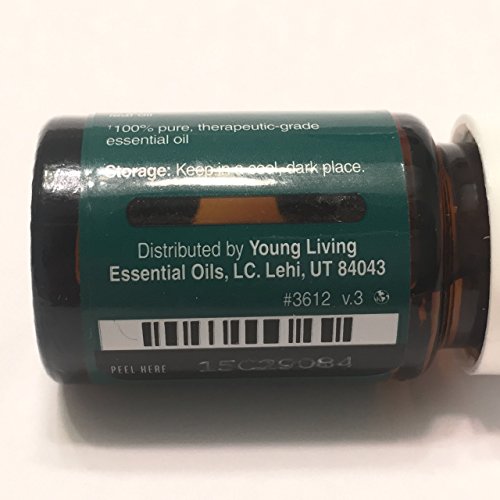 †100% pure, therapeutic-grade
essential oil
Storage: Keep in a cool, dark place.
Distributed by Young Living
Essential Oils, LC. Lehi, UT 84043
#3612 v.3
PEEL HERE 15C29084